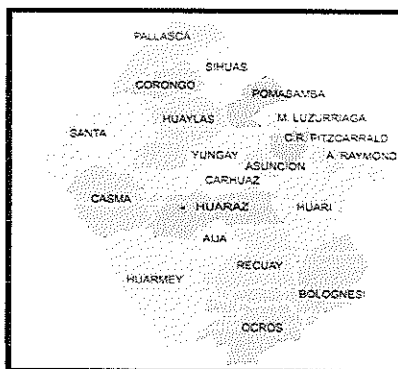 PALLASCA
SIHUAS
CORONGO
POMABAMBA
HUAYLAS
M. LUZURRIAGA
SANTA
C.R. FITZCARRALD
YUNGAY
A. RAYMOND
ASUNCION
CARHUAZ
CASMA
HUARAZ
HUARI
AIJA
RECUAY
HUARMEY
BOLOGNESI
OCROS